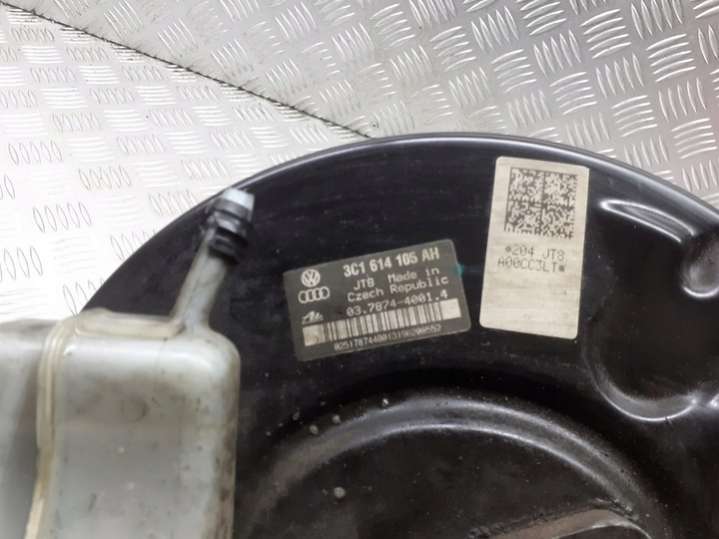 3C1 614 105 AH
JT8 Made in
Czech Republic
03.7874-4001.4
*204 JT8
A00CC3LT*